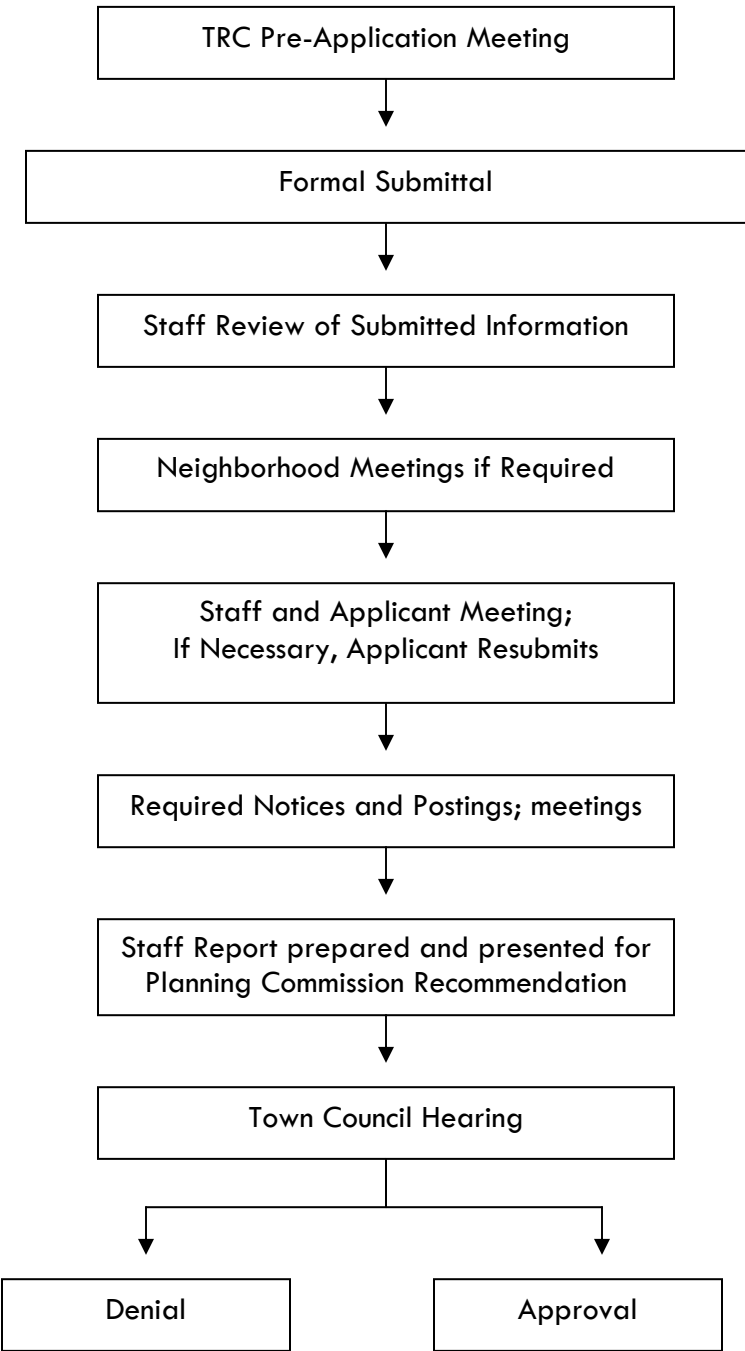 TRC Pre-Application Meeting
Formal Submittal
Staff Review of Submitted Information
Neighborhood Meetings if Required
Staff and Applicant Meeting;
If Necessary, Applicant Resubmits
Required Notices and Postings; meetings
Staff Report prepared and presented for
Planning Commission Recommendation
Town Council Hearing
Denial
Approval